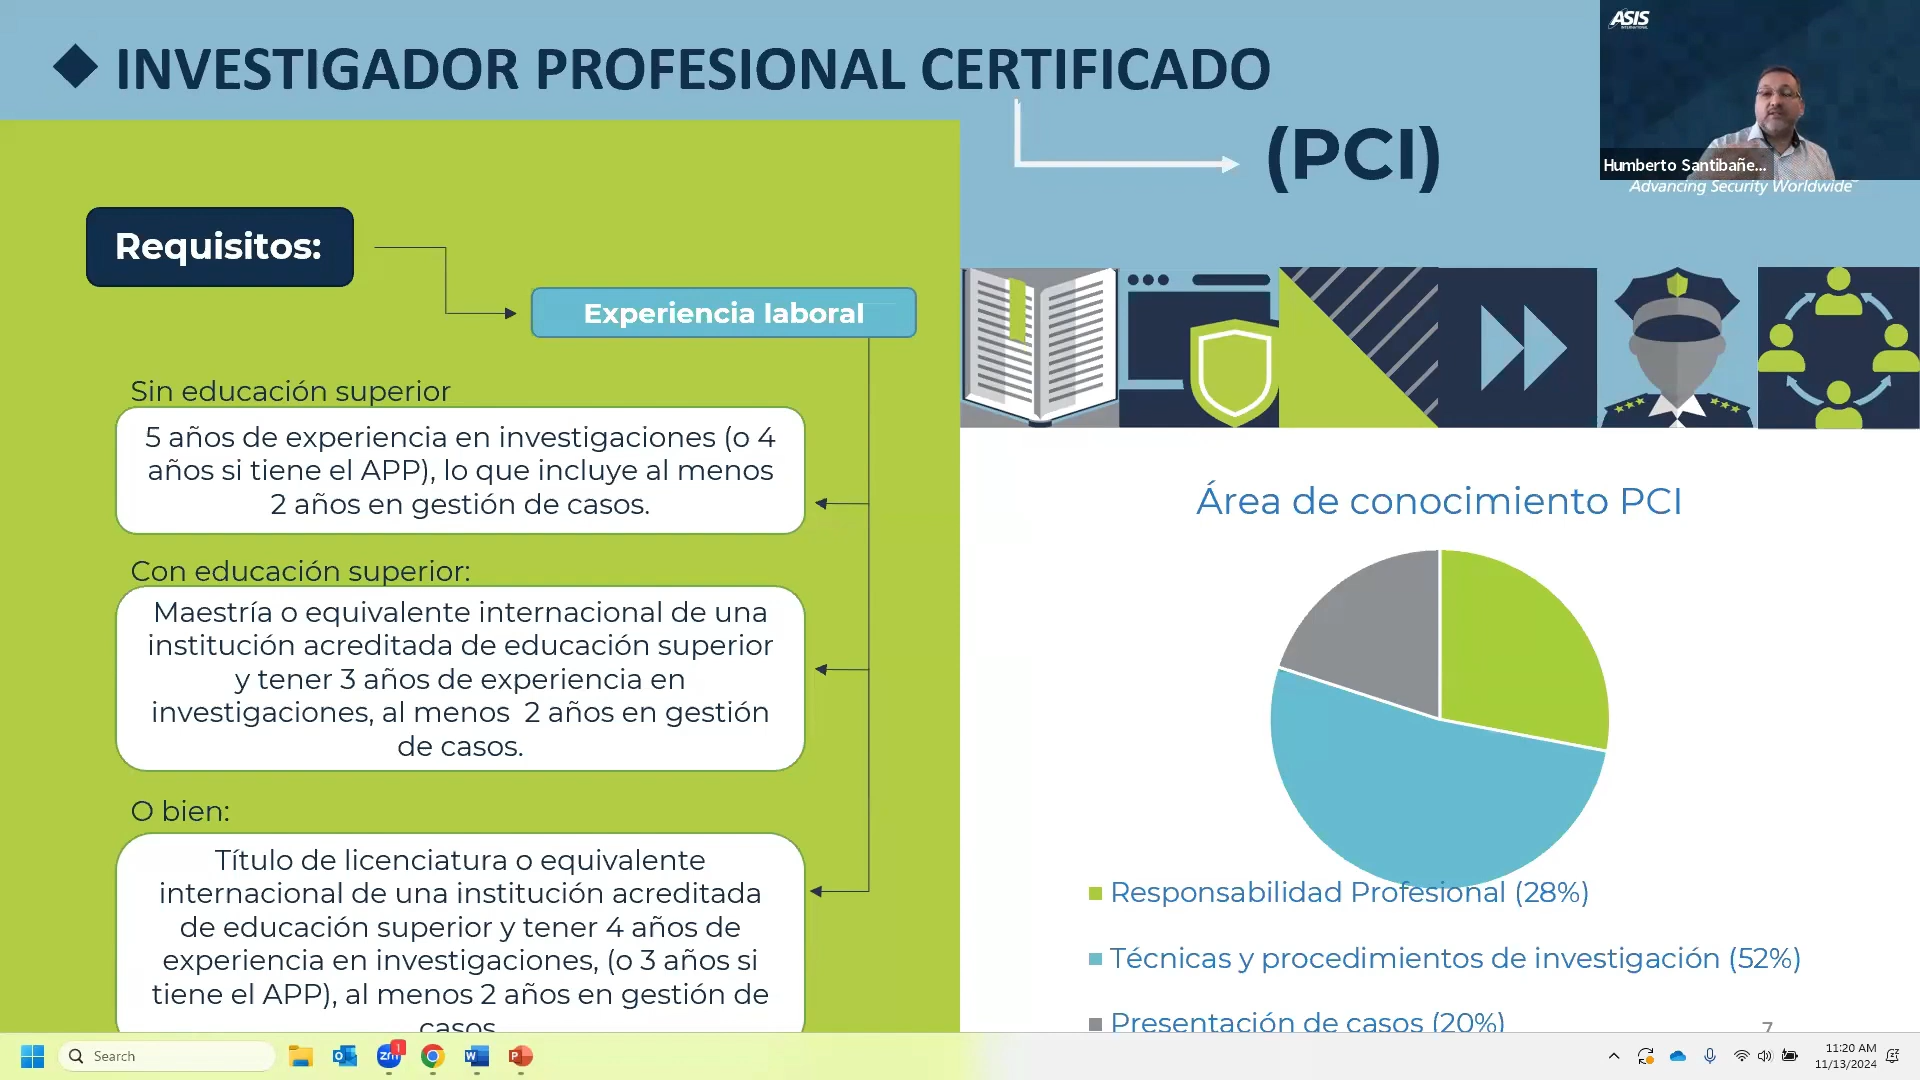 INVESTIGADOR PROFESIONAL CERTIFICADO
(PCI)
ASIS
INTERNATIONAL
Humberto Santibañe...
Advancing Security Worldwide
Requisitos:
Experiencia laboral
Sin educación superior
5 años de experiencia en investigaciones (o 4
años si tiene el APP), lo que incluye al menos
2 años en gestión de casos.
Con educación superior:
Maestría o equivalente internacional de una
institución acreditada de educación superior
y tener 3 años de experiencia en
investigaciones, al menos 2 años en gestión
de casos.
O bien:
Título de licenciatura o equivalente
internacional de una institución acreditada
de educación superior y tener 4 años de
experiencia en investigaciones, (o 3 años si
tiene el APP), al menos 2 años en gestión de
casos
Área de conocimiento PCI
Responsabilidad Profesional (28%)
Técnicas y procedimientos de investigación (52%)
Presentación de casos (20%)
7
Search
zm
1
W
P
11:20 AM
11/13/2024